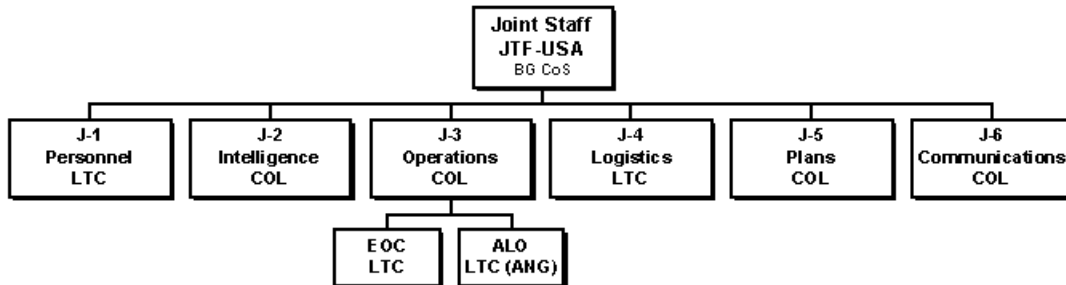 Joint Staff
JTF-USA
BG CoS
J-1
Personnel
LTC
J-2
Intelligence
COL
J-3
Operations
COL
J-4
Logistics
LTC
J-5
Plans
COL
J-6
Communications
COL
EOC
LTC
ALO
LTC (ANG)